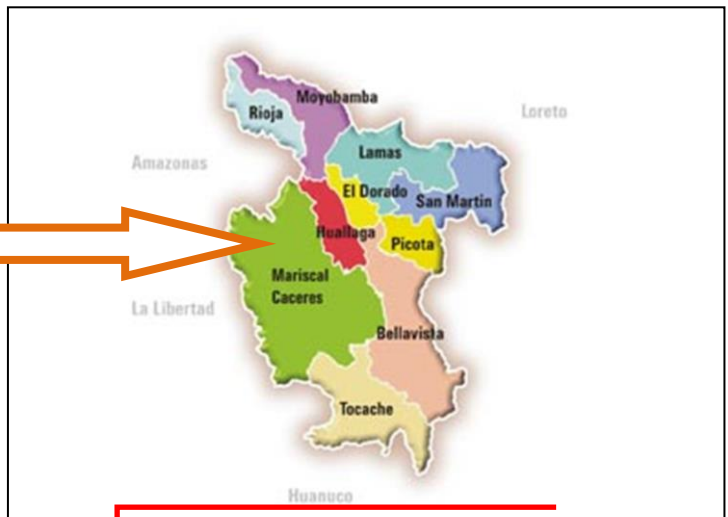 Moyobamba
Rioja
Loreto
Lamas
Amazonas
El Dorado
San Martin
Huallaga
Picota
Mariscal
Caceres
La Libertad
Bellavista
Tocache
Huanuco